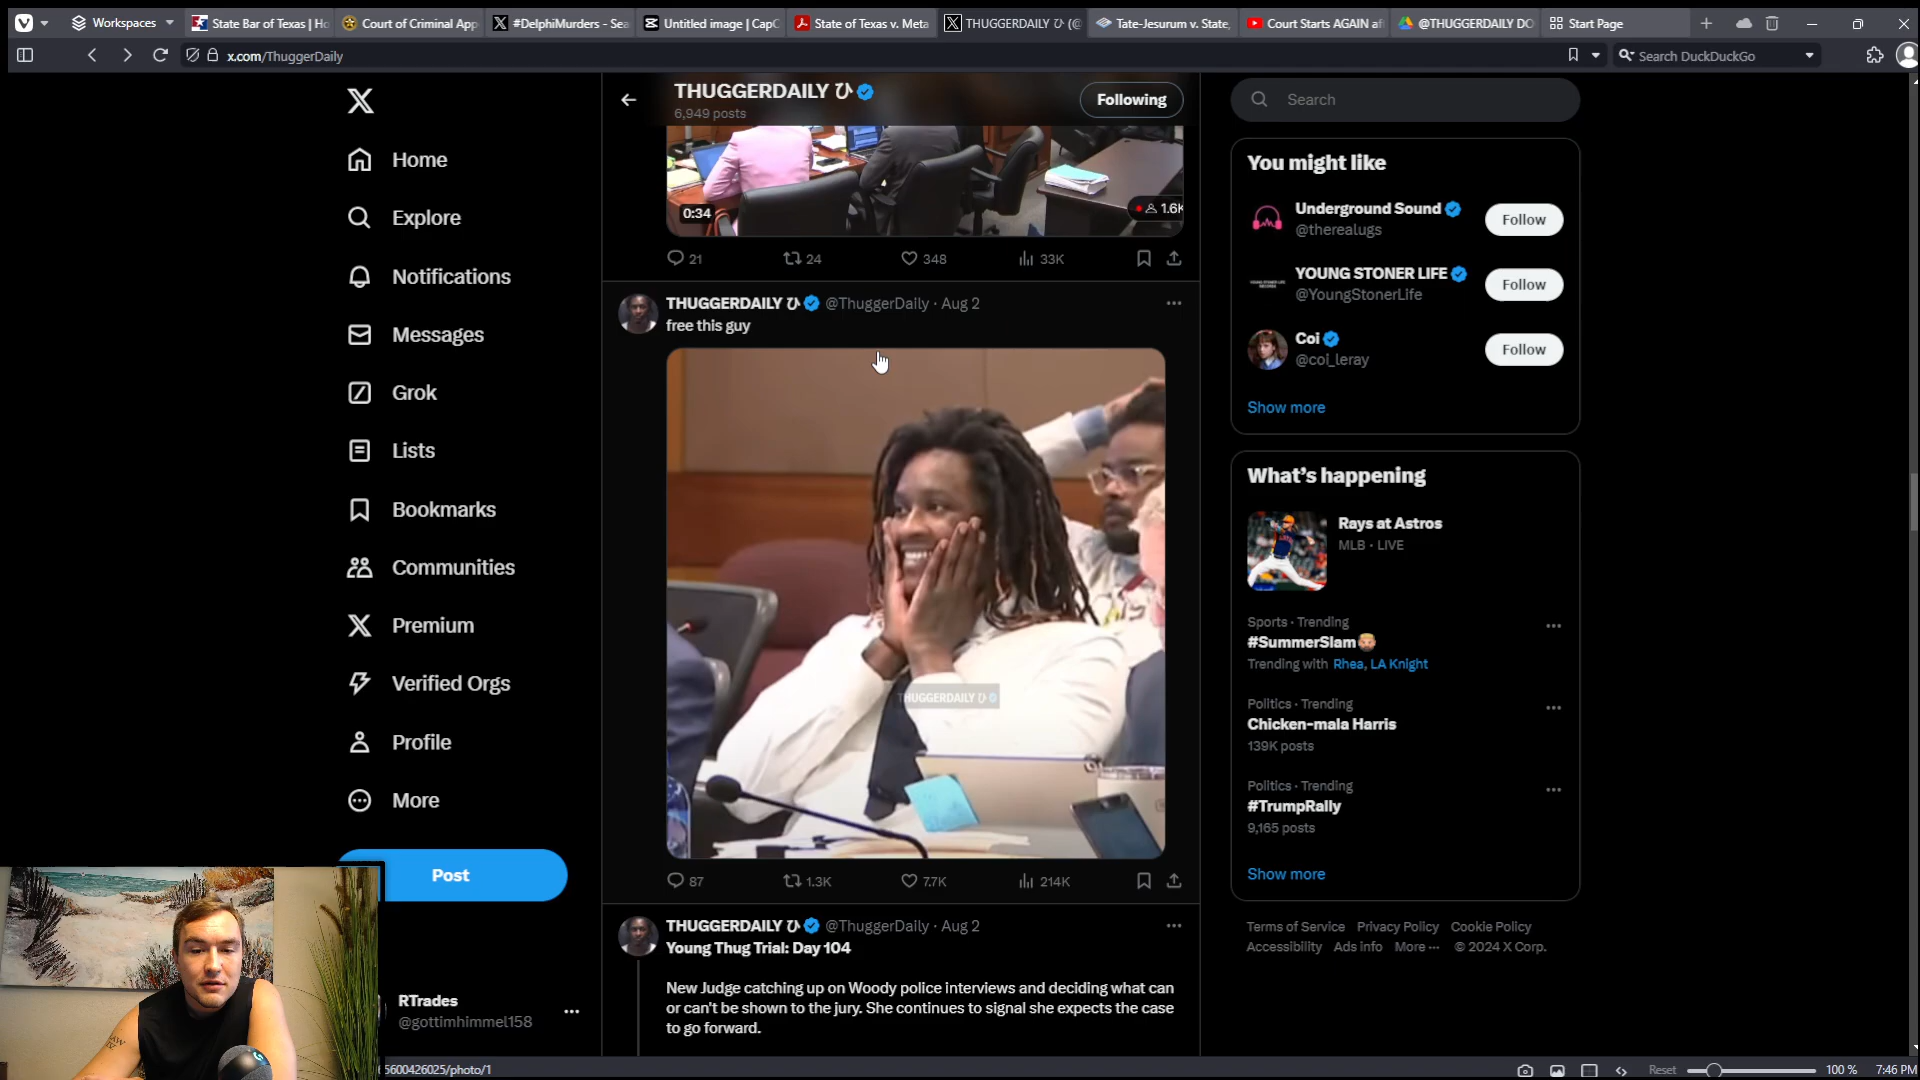 Workspaces
State Bar of Texas | Ho
Court of Criminal App
#DelphiMurders - Sea
Untitled image | CapC
State of Texas v. Meta
THUGGERDAILY ひ (@
Tate-Jesurum v. State,
Court Starts AGAIN af
@THUGGERDAILY DO
Start Page
x.com/ThuggerDaily
Search DuckDuckGo
Home
Explore
Notifications
Messages
Grok
Lists
Bookmarks
Communities
Premium
Verified Orgs
Profile
More
Post
RTrades
@gottimhimmel158
THUGGERDAILY ひ
6,949 posts
Following
0:34
1.6K
21
24
348
33K
THUGGERDAILY ひ @ThuggerDaily · Aug 2
free this guy
THUGGERDAILY ひ
87
1.3K
7.7K
214K
THUGGERDAILY ひ @ThuggerDaily · Aug 2
Young Thug Trial: Day 104
New Judge catching up on Woody police interviews and deciding what can
or can't be shown to the jury. She continues to signal she expects the case
to go forward.
Search
You might like
Underground Sound
@therealugs
Follow
YOUNG STONER LIFE
@YoungStonerLife
Follow
Coi
@coi_leray
Follow
Show more
What's happening
Rays at Astros
MLB · LIVE
Sports · Trending
#SummerSlam
Trending with Rhea, LA Knight
Politics · Trending
Chicken-mala Harris
139K posts
Politics · Trending
#TrumpRally
9,165 posts
Show more
Terms of Service Privacy Policy Cookie Policy
Accessibility Ads info More ··· © 2024 X Corp.
5600426025/photo/1
Reset
100 %
7:46 PM